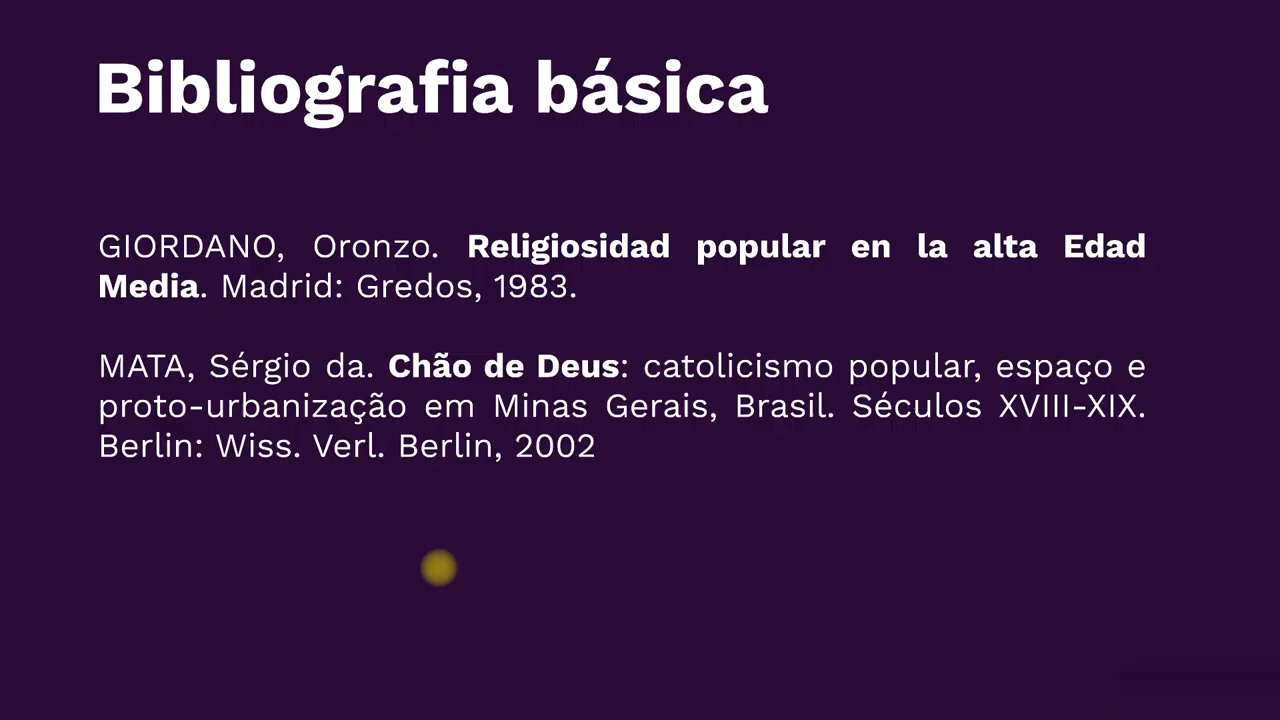 Bibliografia básica
GIORDANO, Oronzo. Religiosidad popular en la alta Edad
Media. Madrid: Gredos, 1983.
MATA, Sérgio da. Chão de Deus: catolicismo popular, espaço e
proto-urbanização em Minas Gerais, Brasil. Séculos XVIII-XIX.
Berlin: Wiss. Verl. Berlin, 2002